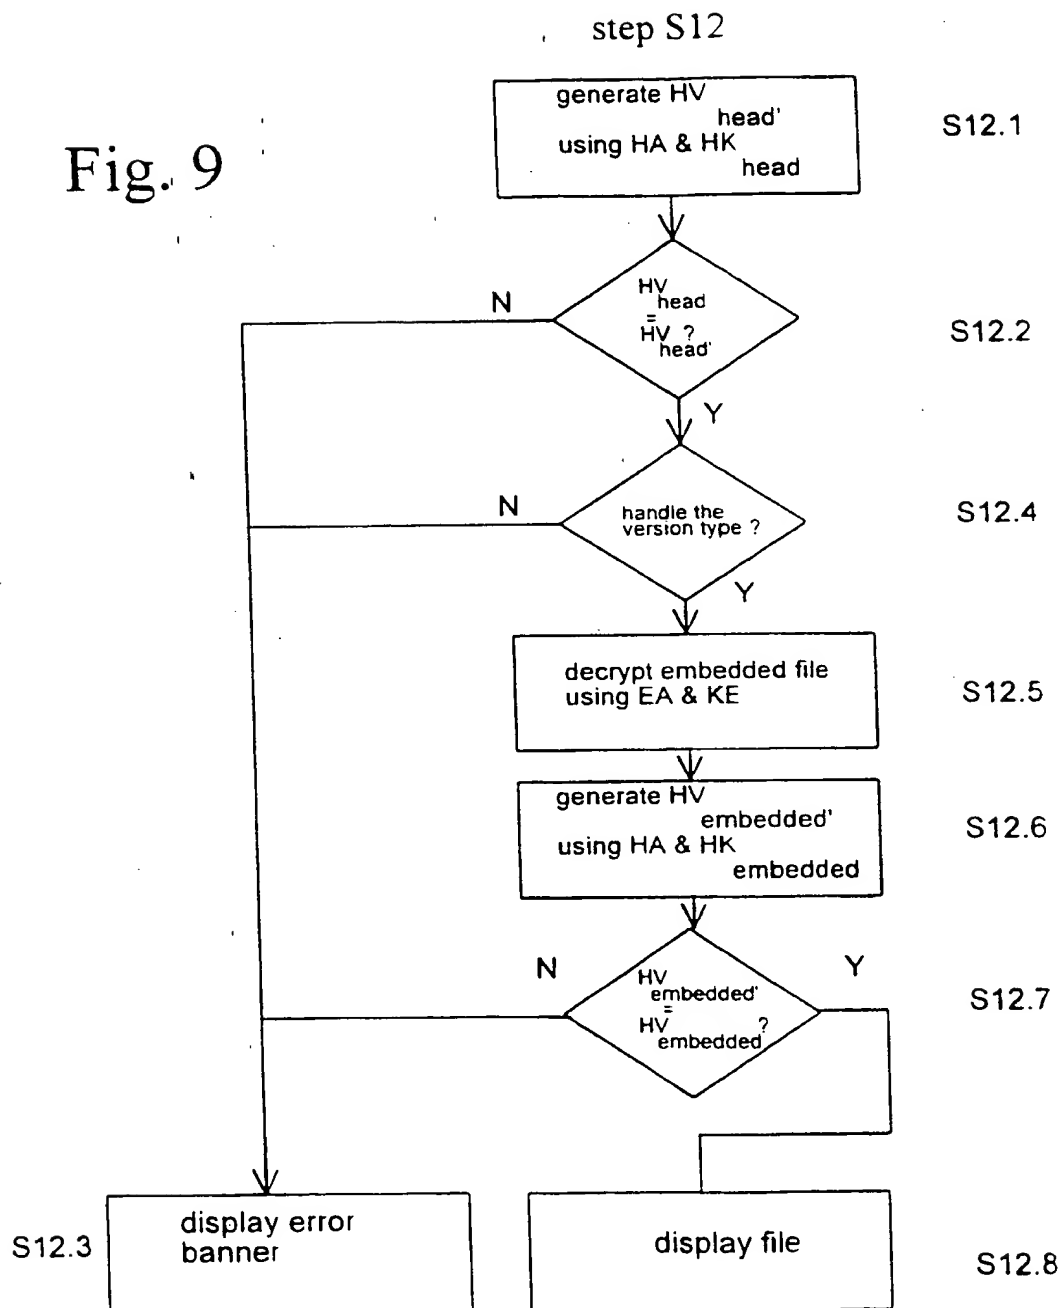 step S12
Fig. 9
generate HV head'
using HA & HK head
S12.1
N
HV head
=
HV head' ?
S12.2
Y
N
handle the
version type ?
S12.4
Y
decrypt embedded file
using EA & KE
S12.5
generate HV embedded'
using HA & HK embedded
S12.6
N
HV embedded'
=
HV embedded ?
Y
S12.7
S12.3
display error
banner
display file
S12.8